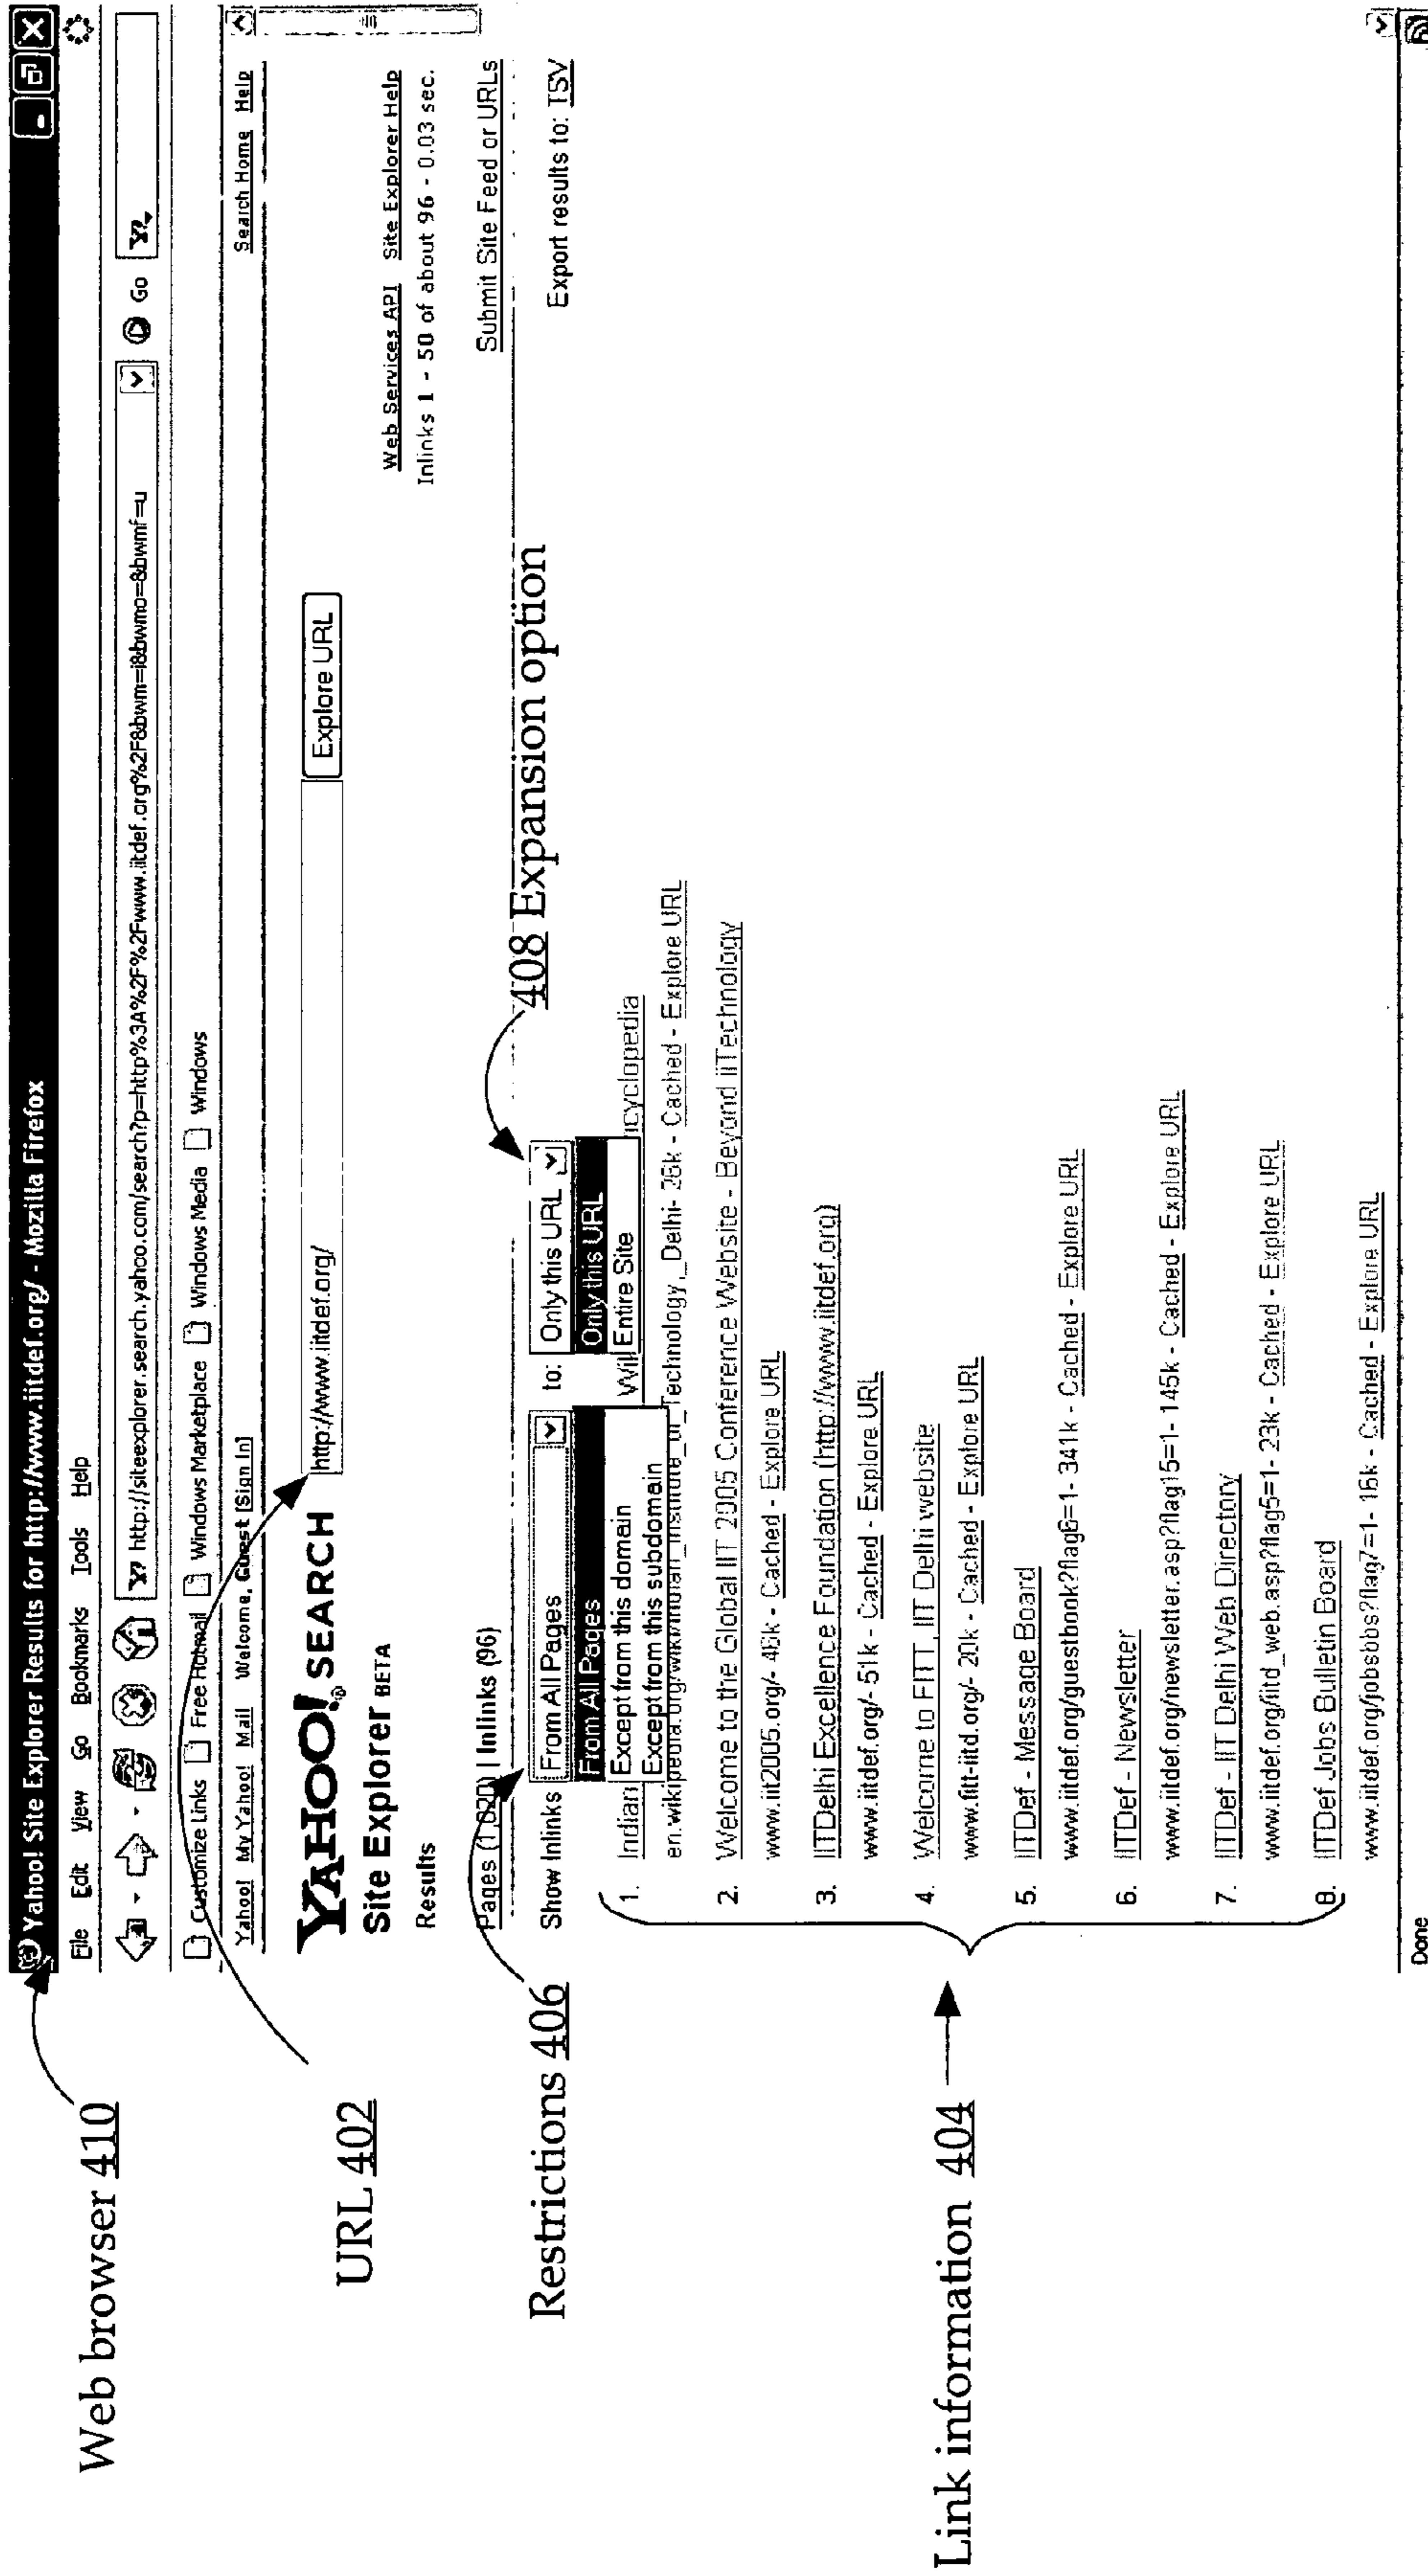 Web browser 410
URL 402
Restrictions 406
Link information 404
408 Expansion option
Yahoo! Site Explorer Results for http://www.iitdef.org/ - Mozilla Firefox
File Edit View Go Bookmarks Tools Help
http://siteexplorer.search.yahoo.com/search?p=http%3A%2F%2Fwww.iitdef.org%2F&bwm=i&bwmo=&bwmf=u Go
Customize Links Free Hotmail Windows Marketplace Windows Media Windows
Yahoo! My Yahoo! Mail Welcome, Guest [Sign In] Search Home Help
YAHOO! SEARCH http://www.iitdef.org/ Explore URL
Site Explorer BETA Web Services API Site Explorer Help
Results Inlinks 1 - 50 of about 96 - 0.03 sec.
Pages (1,020) | Inlinks (96) Submit Site Feed or URLs
Show Inlinks From All Pages to: Only this URL Export results to: TSV
From All Pages Only this URL
Except from this domain Entire Site
Except from this subdomain
1. Indian
en.wikipedia.org/wiki/Indian_Institute_of_Technology,_Delhi- 26k - Cached - Explore URL
2. Welcome to the Global IIT 2005 Conference Website - Beyond iiTechnology
www.iit2005.org/- 46k - Cached - Explore URL
3. IITDelhi Excellence Foundation (http://www.iitdef.org)
www.iitdef.org/- 51k - Cached - Explore URL
4. Welcome to FITT, IIT Delhi website
www.fitt-iitd.org/- 20k - Cached - Explore URL
5. IITDef - Message Board
www.iitdef.org/guestbook?flag6=1- 341k - Cached - Explore URL
6. IITDef - Newsletter
www.iitdef.org/newsletter.asp?flag15=1- 145k - Cached - Explore URL
7. IITDef - IIT Delhi Web Directory
www.iitdef.org/iitd_web.asp?flag5=1- 23k - Cached - Explore URL
8. IITDef Jobs Bulletin Board
www.iitdef.org/jobsbbs?flag7=1- 16k - Cached - Explore URL
Done